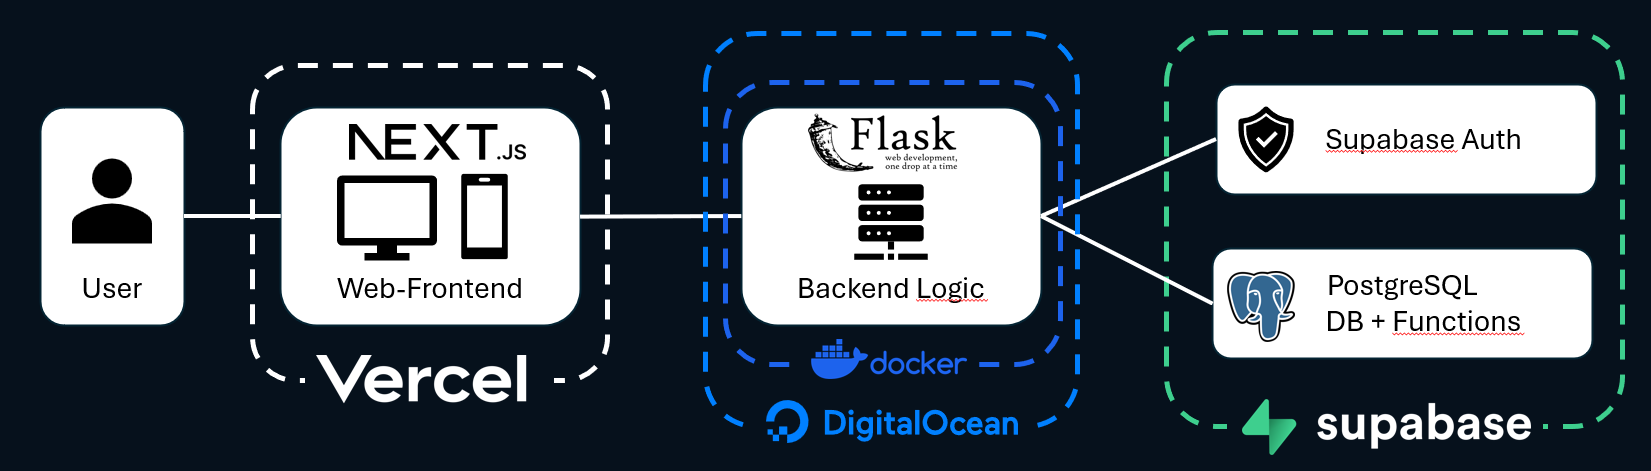 User
NEXT.JS
Web-Frontend
Vercel
Flask
web development,
one drop at a time
Backend Logic
docker
DigitalOcean
Supabase Auth
PostgreSQL
DB + Functions
supabase